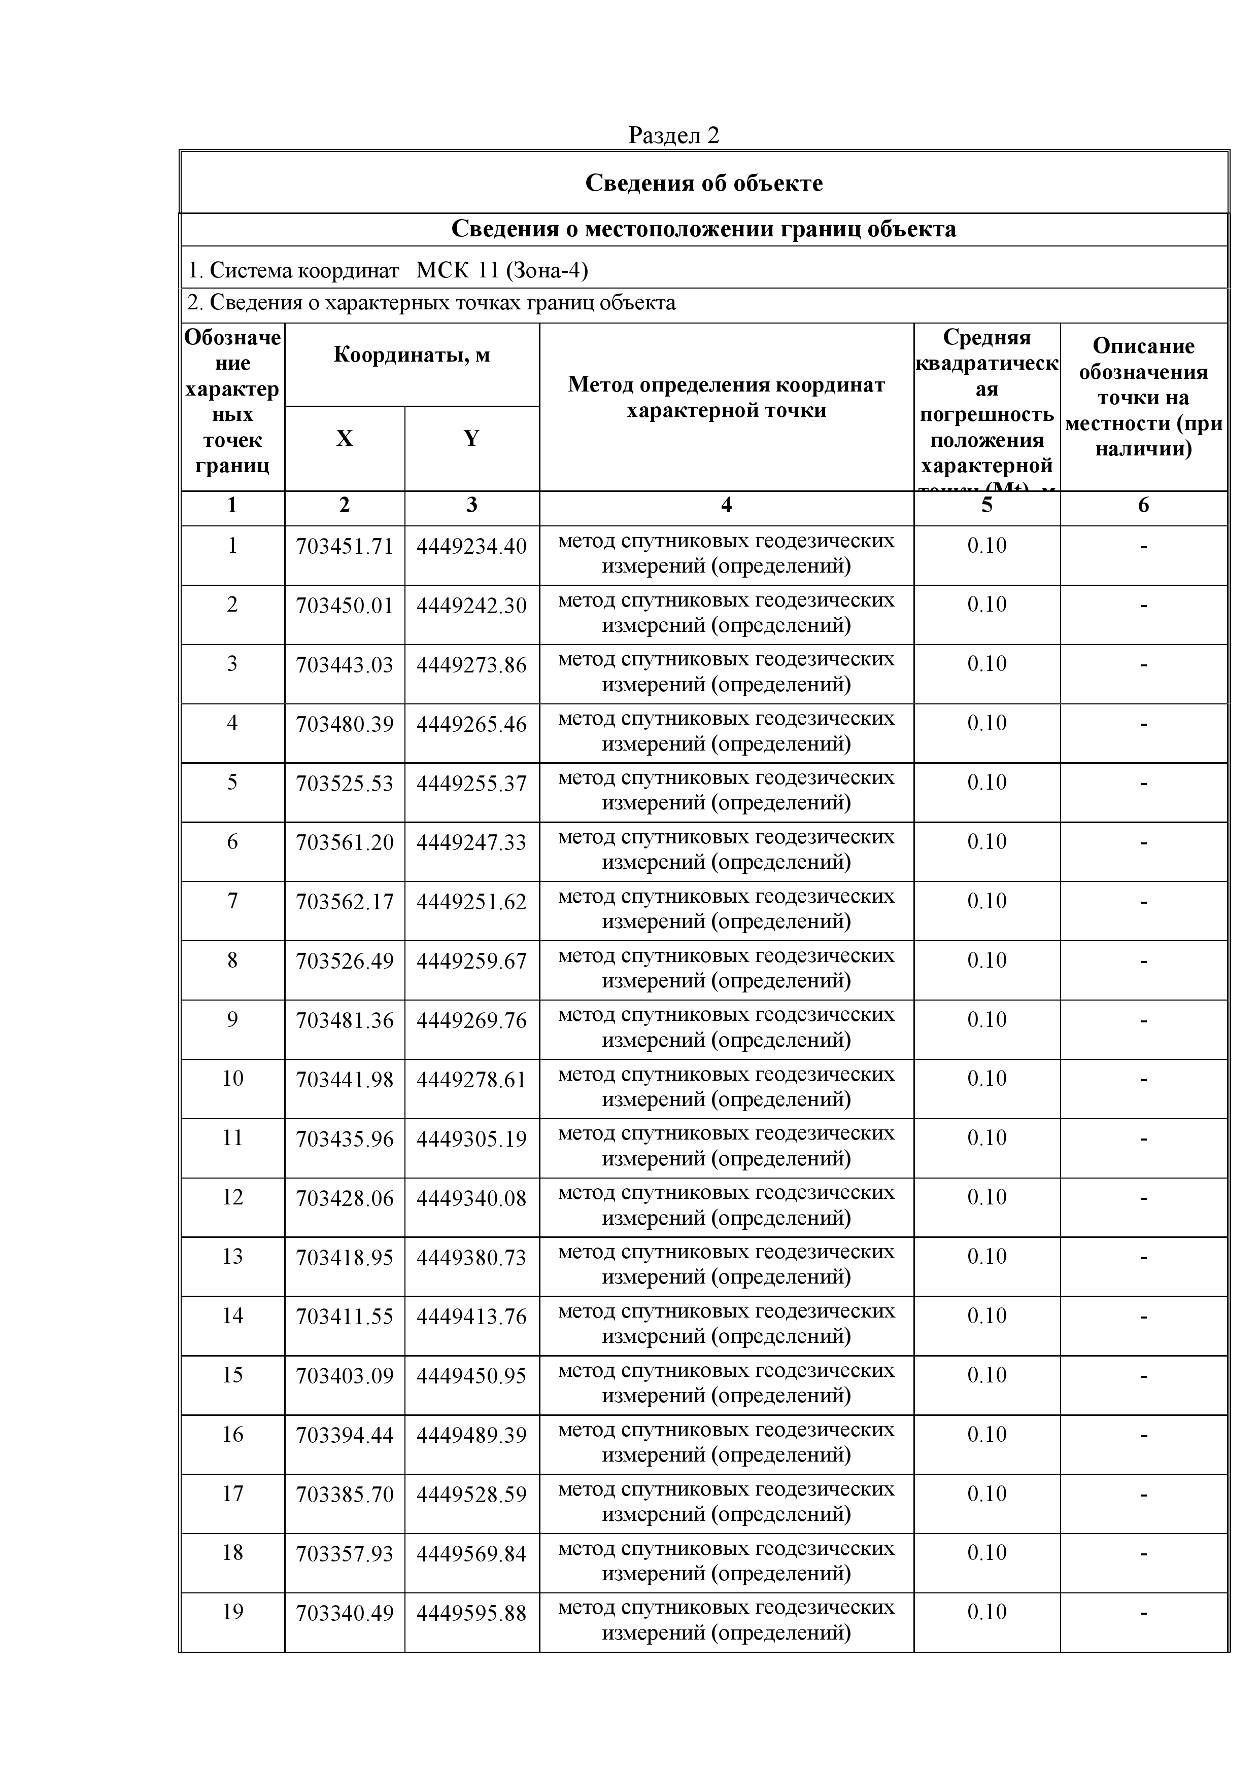 Раздел 2
Сведения об объекте
Сведения о местоположении границ объекта
1. Система координат МСК 11 (Зона-4)
2. Сведения о характерных точках границ объекта
Обозначе
ние
характер
ных
точек
границ
Координаты, м
X
Y
Метод определения координат
характерной точки
Средняя
квадратическ
ая
погрешность
положения
характерной
точки (Mt), м
Описание
обозначения
точки на
местности (при
наличии)
1 2 3 4 5 6
1 703451.71 4449234.40 метод спутниковых геодезических
измерений (определений) 0.10 -
2 703450.01 4449242.30 метод спутниковых геодезических
измерений (определений) 0.10 -
3 703443.03 4449273.86 метод спутниковых геодезических
измерений (определений) 0.10 -
4 703480.39 4449265.46 метод спутниковых геодезических
измерений (определений) 0.10 -
5 703525.53 4449255.37 метод спутниковых геодезических
измерений (определений) 0.10 -
6 703561.20 4449247.33 метод спутниковых геодезических
измерений (определений) 0.10 -
7 703562.17 4449251.62 метод спутниковых геодезических
измерений (определений) 0.10 -
8 703526.49 4449259.67 метод спутниковых геодезических
измерений (определений) 0.10 -
9 703481.36 4449269.76 метод спутниковых геодезических
измерений (определений) 0.10 -
10 703441.98 4449278.61 метод спутниковых геодезических
измерений (определений) 0.10 -
11 703435.96 4449305.19 метод спутниковых геодезических
измерений (определений) 0.10 -
12 703428.06 4449340.08 метод спутниковых геодезических
измерений (определений) 0.10 -
13 703418.95 4449380.73 метод спутниковых геодезических
измерений (определений) 0.10 -
14 703411.55 4449413.76 метод спутниковых геодезических
измерений (определений) 0.10 -
15 703403.09 4449450.95 метод спутниковых геодезических
измерений (определений) 0.10 -
16 703394.44 4449489.39 метод спутниковых геодезических
измерений (определений) 0.10 -
17 703385.70 4449528.59 метод спутниковых геодезических
измерений (определений) 0.10 -
18 703357.93 4449569.84 метод спутниковых геодезических
измерений (определений) 0.10 -
19 703340.49 4449595.88 метод спутниковых геодезических
измерений (определений) 0.10 -